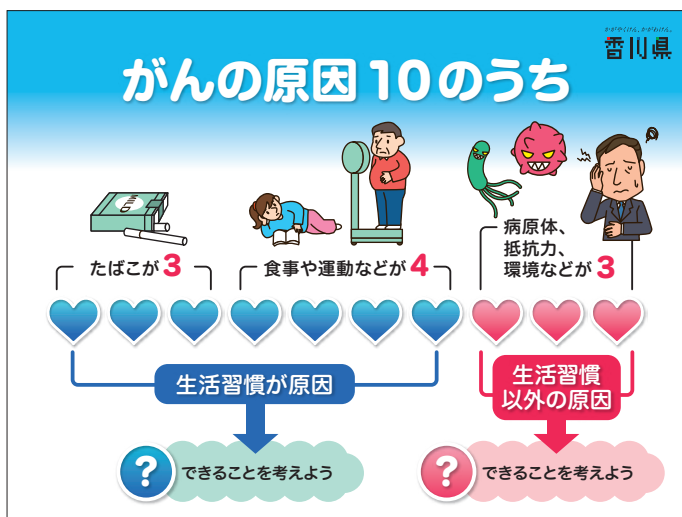 かがやくけん、かがわけん。
香川県
がんの原因10のうち
たばこが3
食事や運動などが4
病原体、
抵抗力、
環境などが3
生活習慣が原因
生活習慣
以外の原因
?
できることを考えよう
?
できることを考えよう